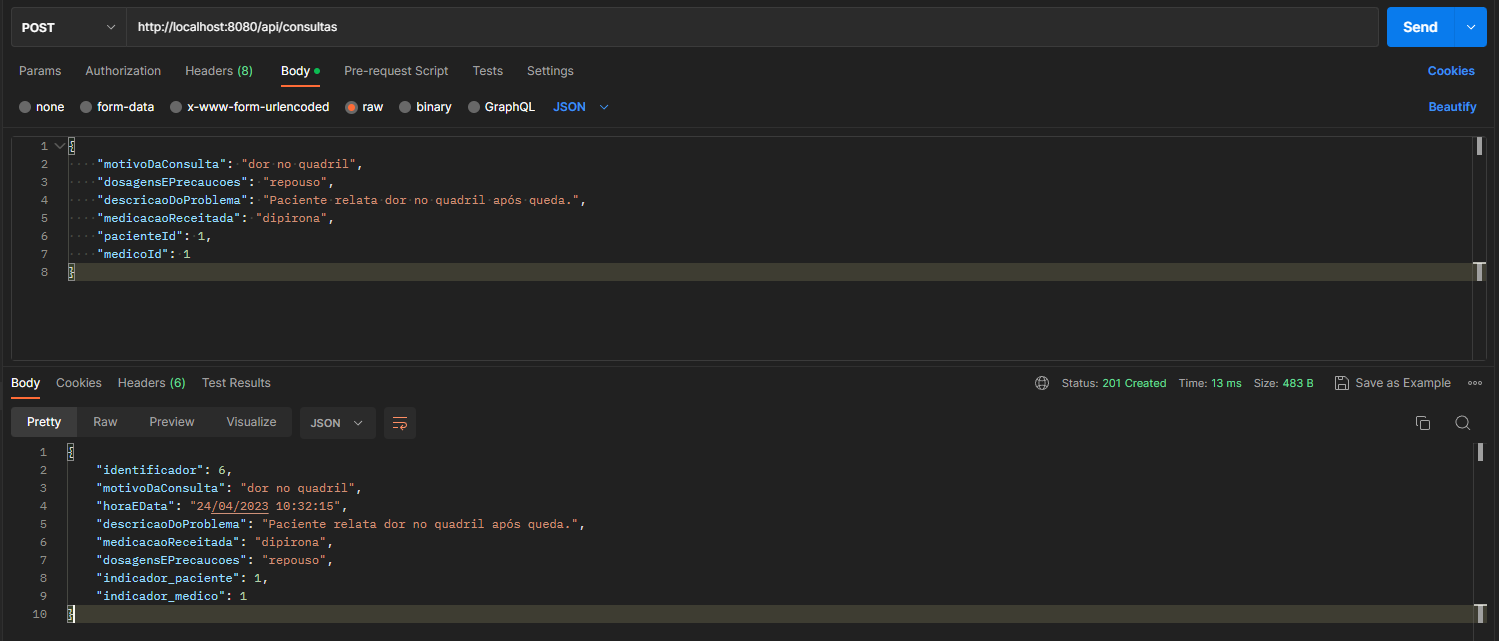 POST http://localhost:8080/api/consultas Send
Params Authorization Headers (8) Body Pre-request Script Tests Settings Cookies
none form-data x-www-form-urlencoded raw binary GraphQL JSON Beautify
1 {
2 "motivoDaConsulta": "dor no quadril",
3 "dosagensEPrecaucoes": "repouso",
4 "descricaoDoProblema": "Paciente relata dor no quadril após queda.",
5 "medicacaoReceitada": "dipirona",
6 "pacienteId": 1,
7 "medicoId": 1
8 }
Body Cookies Headers (6) Test Results Status: 201 Created Time: 13 ms Size: 483 B Save as Example
Pretty Raw Preview Visualize JSON
1 {
2 "identificador": 6,
3 "motivoDaConsulta": "dor no quadril",
4 "horaEData": "24/04/2023 10:32:15",
5 "descricaoDoProblema": "Paciente relata dor no quadril após queda.",
6 "medicacaoReceitada": "dipirona",
7 "dosagensEPrecaucoes": "repouso",
8 "indicador_paciente": 1,
9 "indicador_medico": 1
10 }